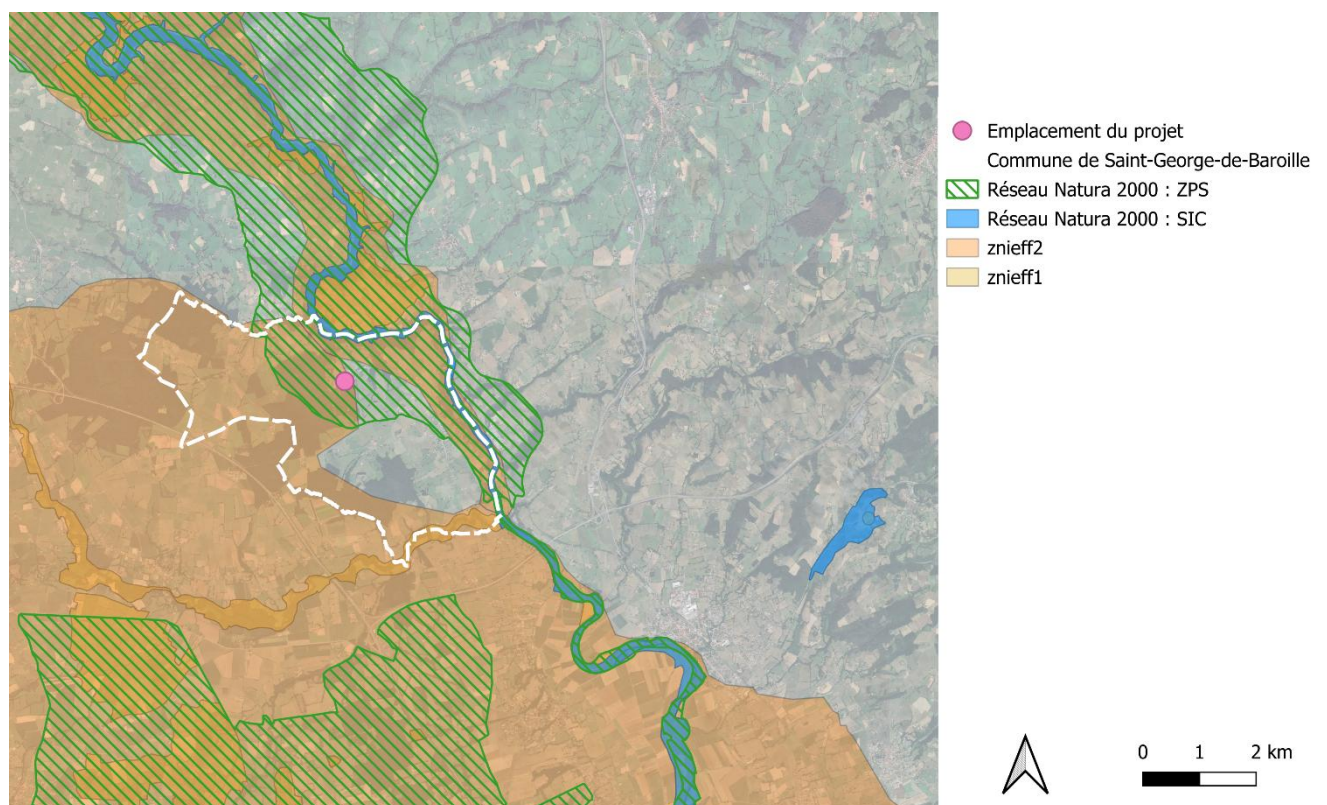 Emplacement du projet
Commune de Saint-George-de-Baroille
Réseau Natura 2000 : ZPS
Réseau Natura 2000 : SIC
znieff2
znieff1
0 1 2 km